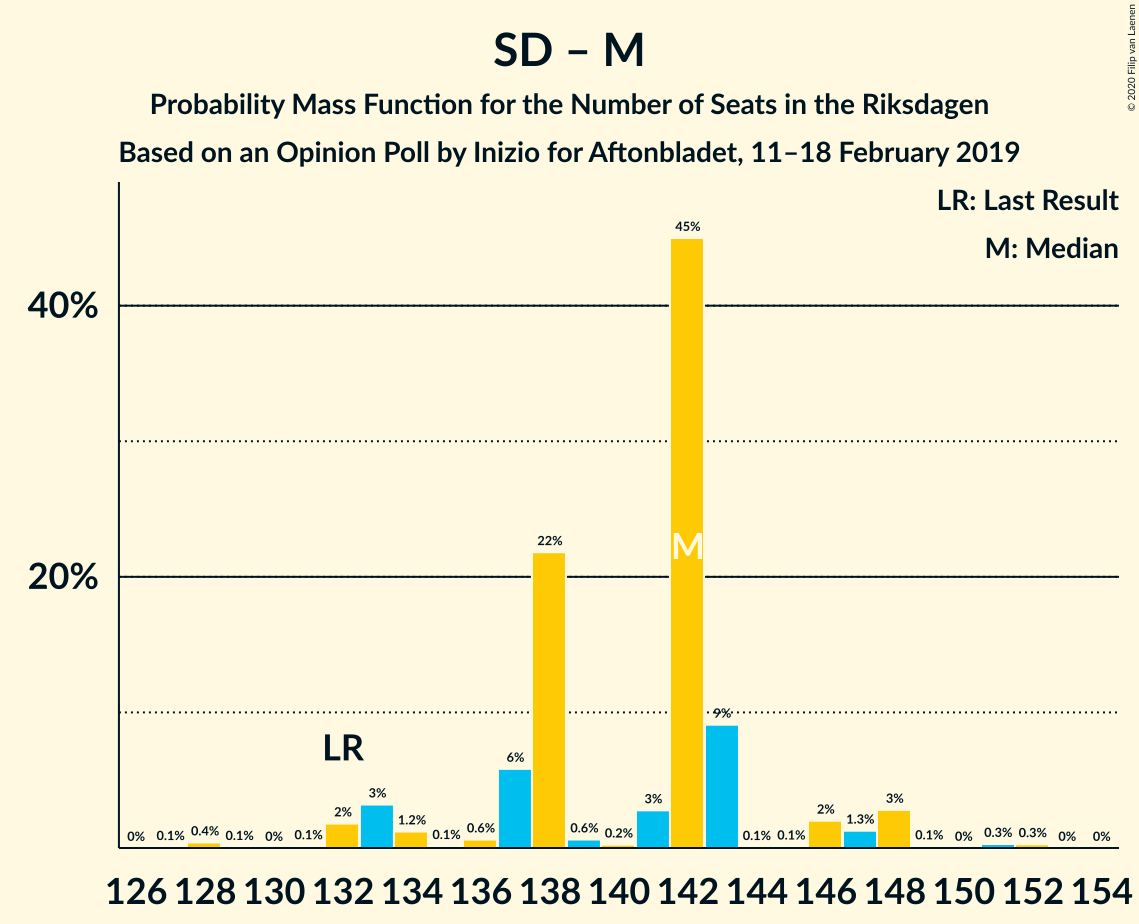 SD – M
Probability Mass Function for the Number of Seats in the Riksdagen
Based on an Opinion Poll by Inizio for Aftonbladet, 11–18 February 2019
© 2020 Filip van Laenen
LR: Last Result
M: Median
40%
20%
0% 0.1% 0.4% 0.1% 0% 0.1% 2% 3% 1.2% 0.1% 0.6% 6% 22% 0.6% 0.2% 3% 45% 9% 0.1% 0.1% 2% 1.3% 3% 0.1% 0% 0.3% 0.3% 0% 0%
LR
M
126 128 130 132 134 136 138 140 142 144 146 148 150 152 154